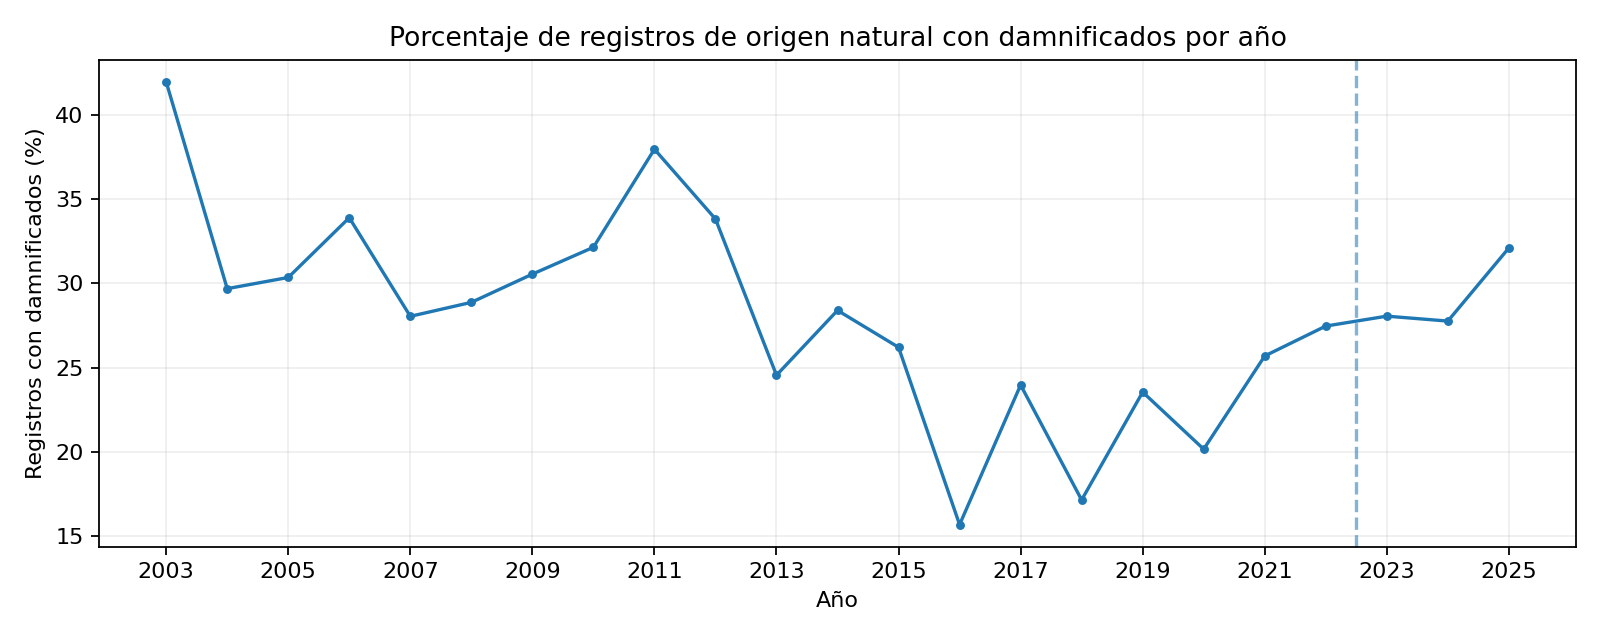 Porcentaje de registros de origen natural con damnificados por año
Registros con damnificados (%)
40
35
30
25
20
15
2003 2005 2007 2009 2011 2013 2015 2017 2019 2021 2023 2025
Año